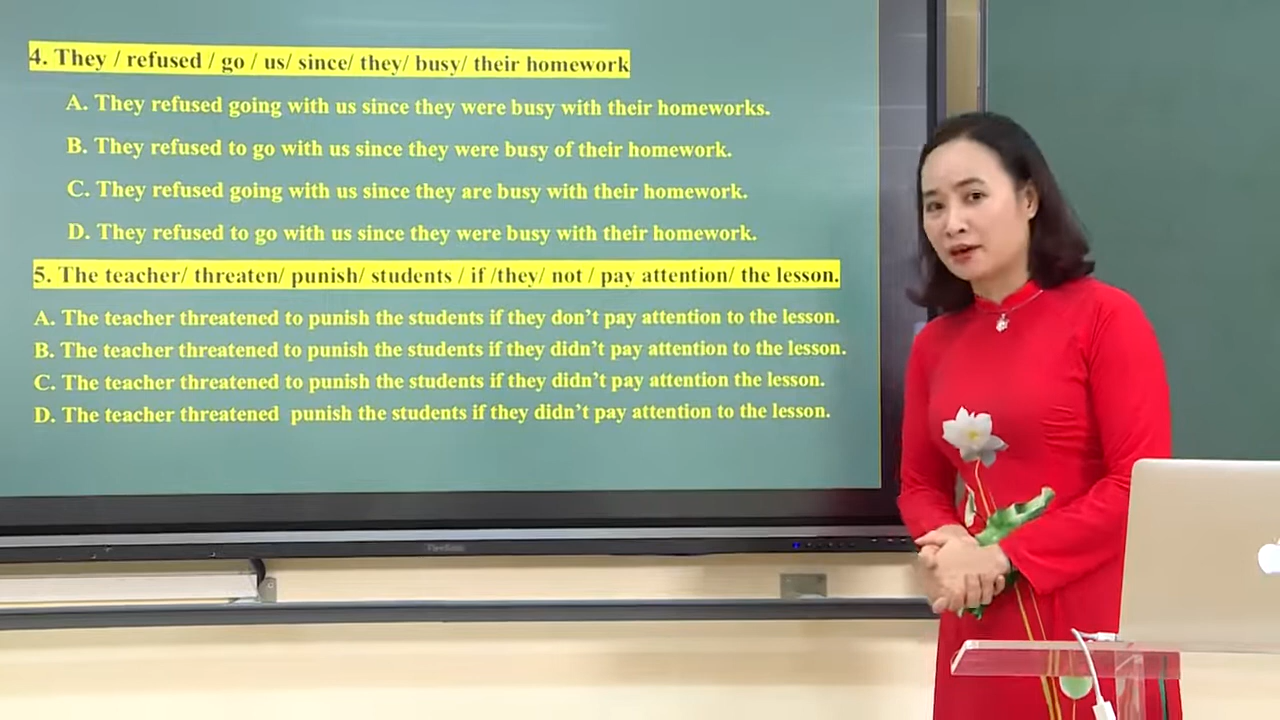 4. They / refused / go / us/ since/ they/ busy/ their homework
A. They refused going with us since they were busy with their homeworks.
B. They refused to go with us since they were busy of their homework.
C. They refused going with us since they are busy with their homework.
D. They refused to go with us since they were busy with their homework.
5. The teacher/ threaten/ punish/ students / if /they/ not / pay attention/ the lesson.
A. The teacher threatened to punish the students if they don't pay attention to the lesson.
B. The teacher threatened to punish the students if they didn't pay attention to the lesson.
C. The teacher threatened to punish the students if they didn't pay attention the lesson.
D. The teacher threatened  punish the students if they didn't pay attention to the lesson.
ViewSonic